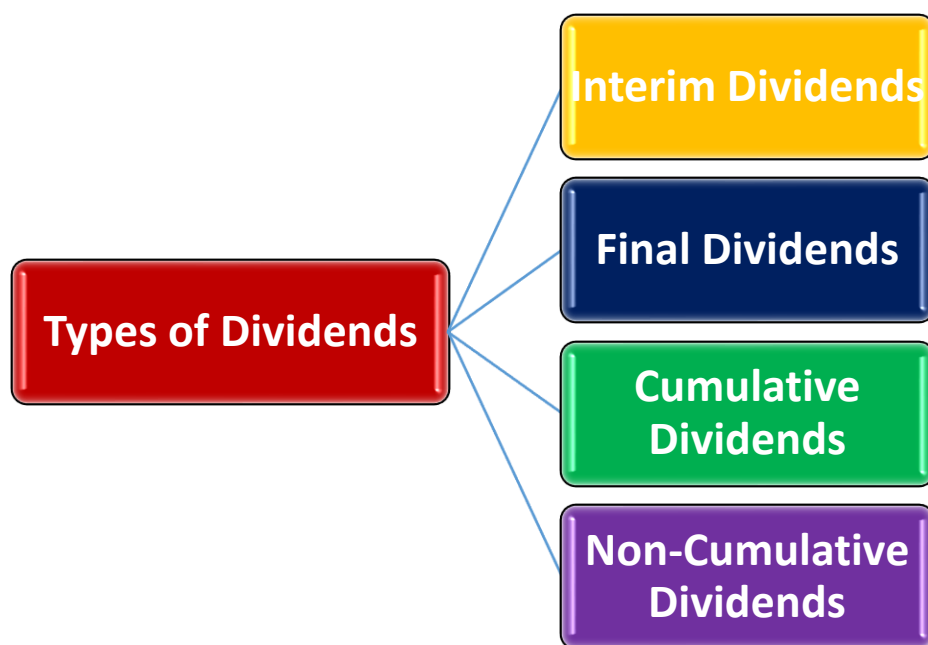 Types of Dividends
Interim Dividends
Final Dividends
Cumulative
Dividends
Non-Cumulative
Dividends